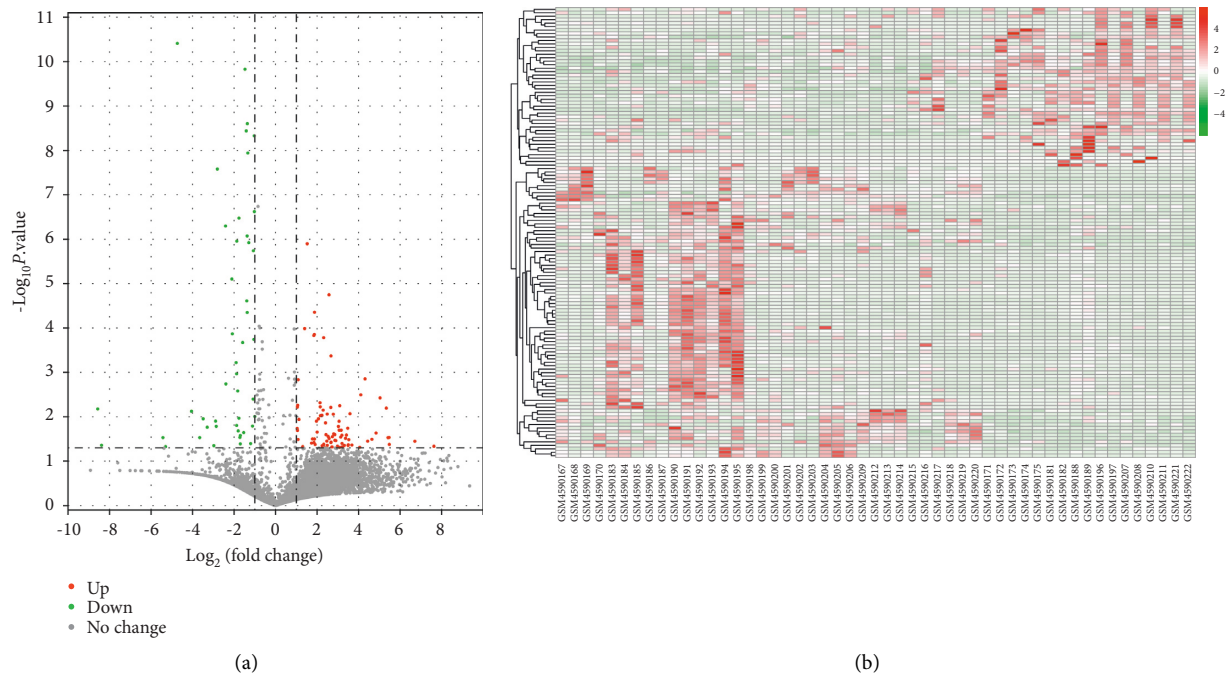 11
10
9
8
7
6
5
4
3
2
1
0
-Log10P.value
-10 -8 -6 -4 -2 0 2 4 6 8
Log2 (fold change)
Up
Down
No change
(a)
4
2
0
−2
−4
GSM4590167
GSM4590168
GSM4590169
GSM4590170
GSM4590183
GSM4590184
GSM4590185
GSM4590186
GSM4590187
GSM4590190
GSM4590191
GSM4590192
GSM4590193
GSM4590194
GSM4590195
GSM4590198
GSM4590199
GSM4590200
GSM4590201
GSM4590202
GSM4590203
GSM4590204
GSM4590205
GSM4590206
GSM4590209
GSM4590212
GSM4590213
GSM4590214
GSM4590215
GSM4590216
GSM4590217
GSM4590218
GSM4590219
GSM4590220
GSM4590171
GSM4590172
GSM4590173
GSM4590174
GSM4590175
GSM4590181
GSM4590182
GSM4590188
GSM4590189
GSM4590196
GSM4590197
GSM4590207
GSM4590208
GSM4590210
GSM4590211
GSM4590221
GSM4590222
(b)